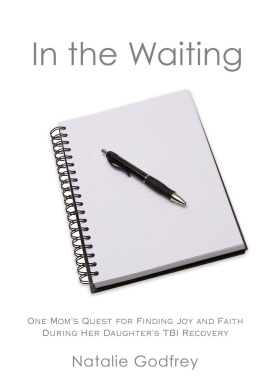 In the Waiting
One Mom's Quest for Finding Joy and Faith
During Her Daughter's TBI Recovery
Natalie Godfrey